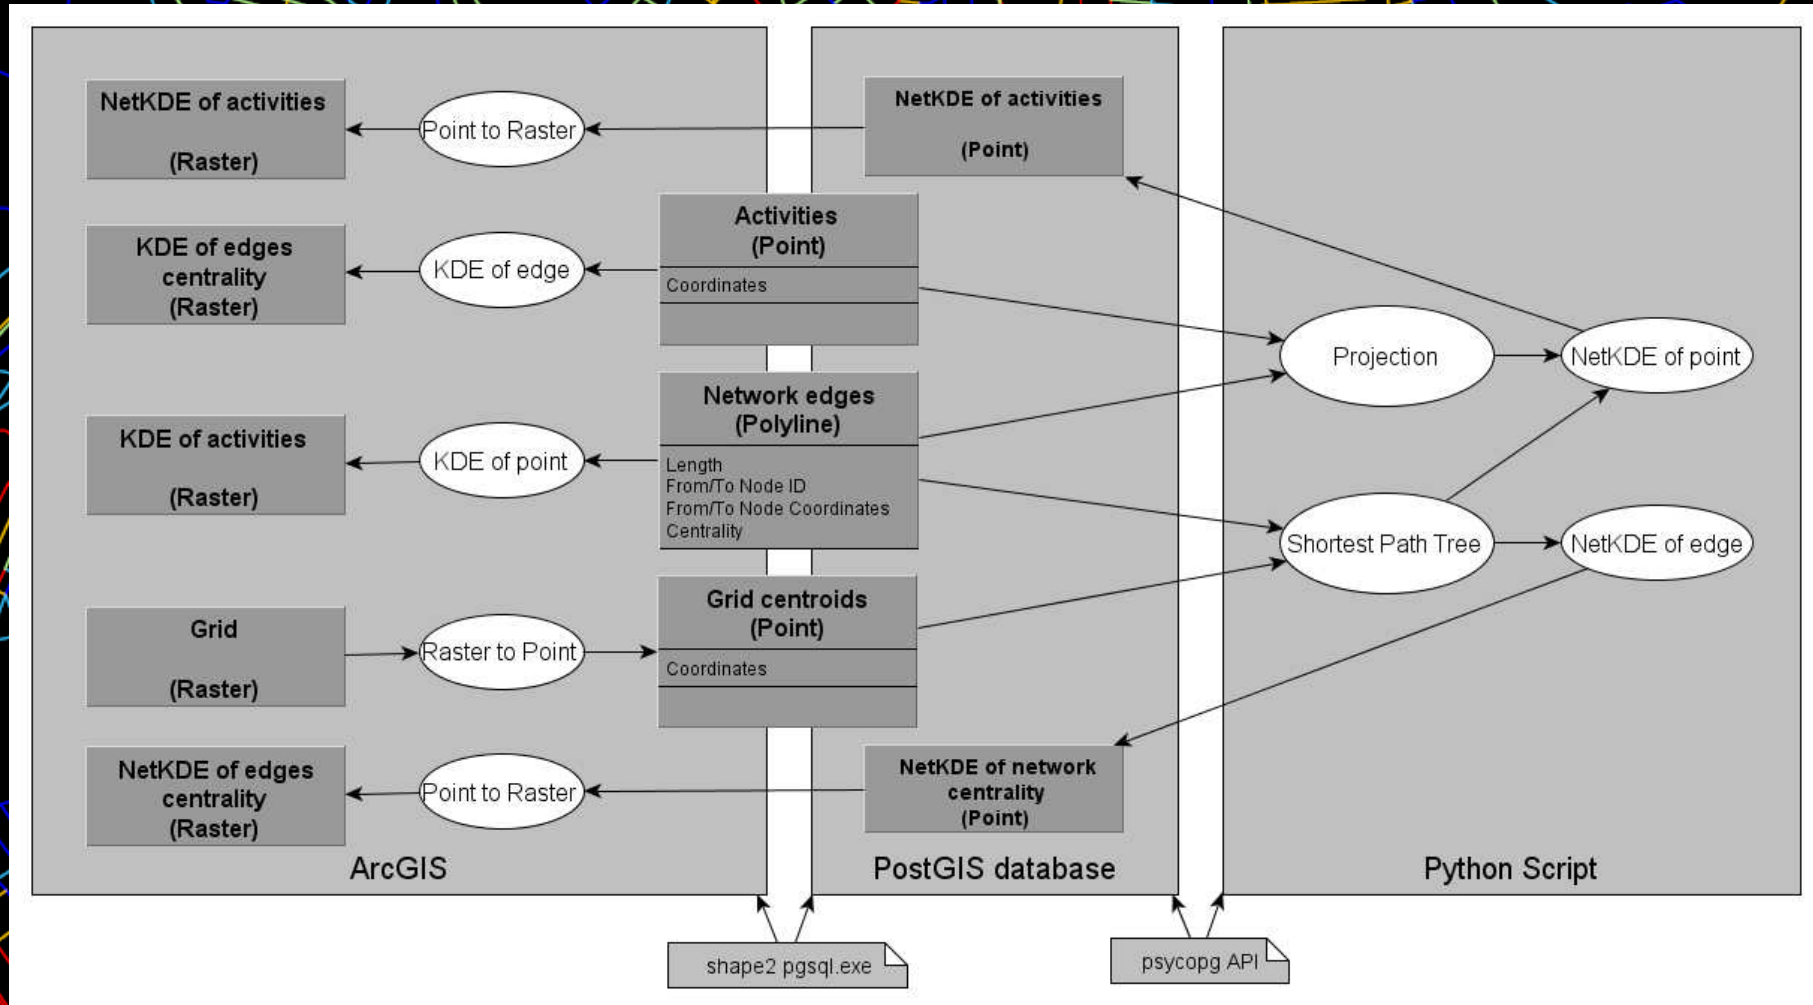 NetKDE of activities
(Raster)
Point to Raster
NetKDE of activities
(Point)
KDE of edges
centrality
(Raster)
KDE of edge
Activities
(Point)
Coordinates
Projection
NetKDE of point
KDE of activities
(Raster)
KDE of point
Network edges
(Polyline)
Length
From/To Node ID
From/To Node Coordinates
Centrality
Shortest Path Tree
NetKDE of edge
Grid
(Raster)
Raster to Point
Grid centroids
(Point)
Coordinates
NetKDE of edges
centrality
(Raster)
Point to Raster
NetKDE of network
centrality
(Point)
ArcGIS
PostGIS database
Python Script
shape2 pgsql.exe
psycopg API